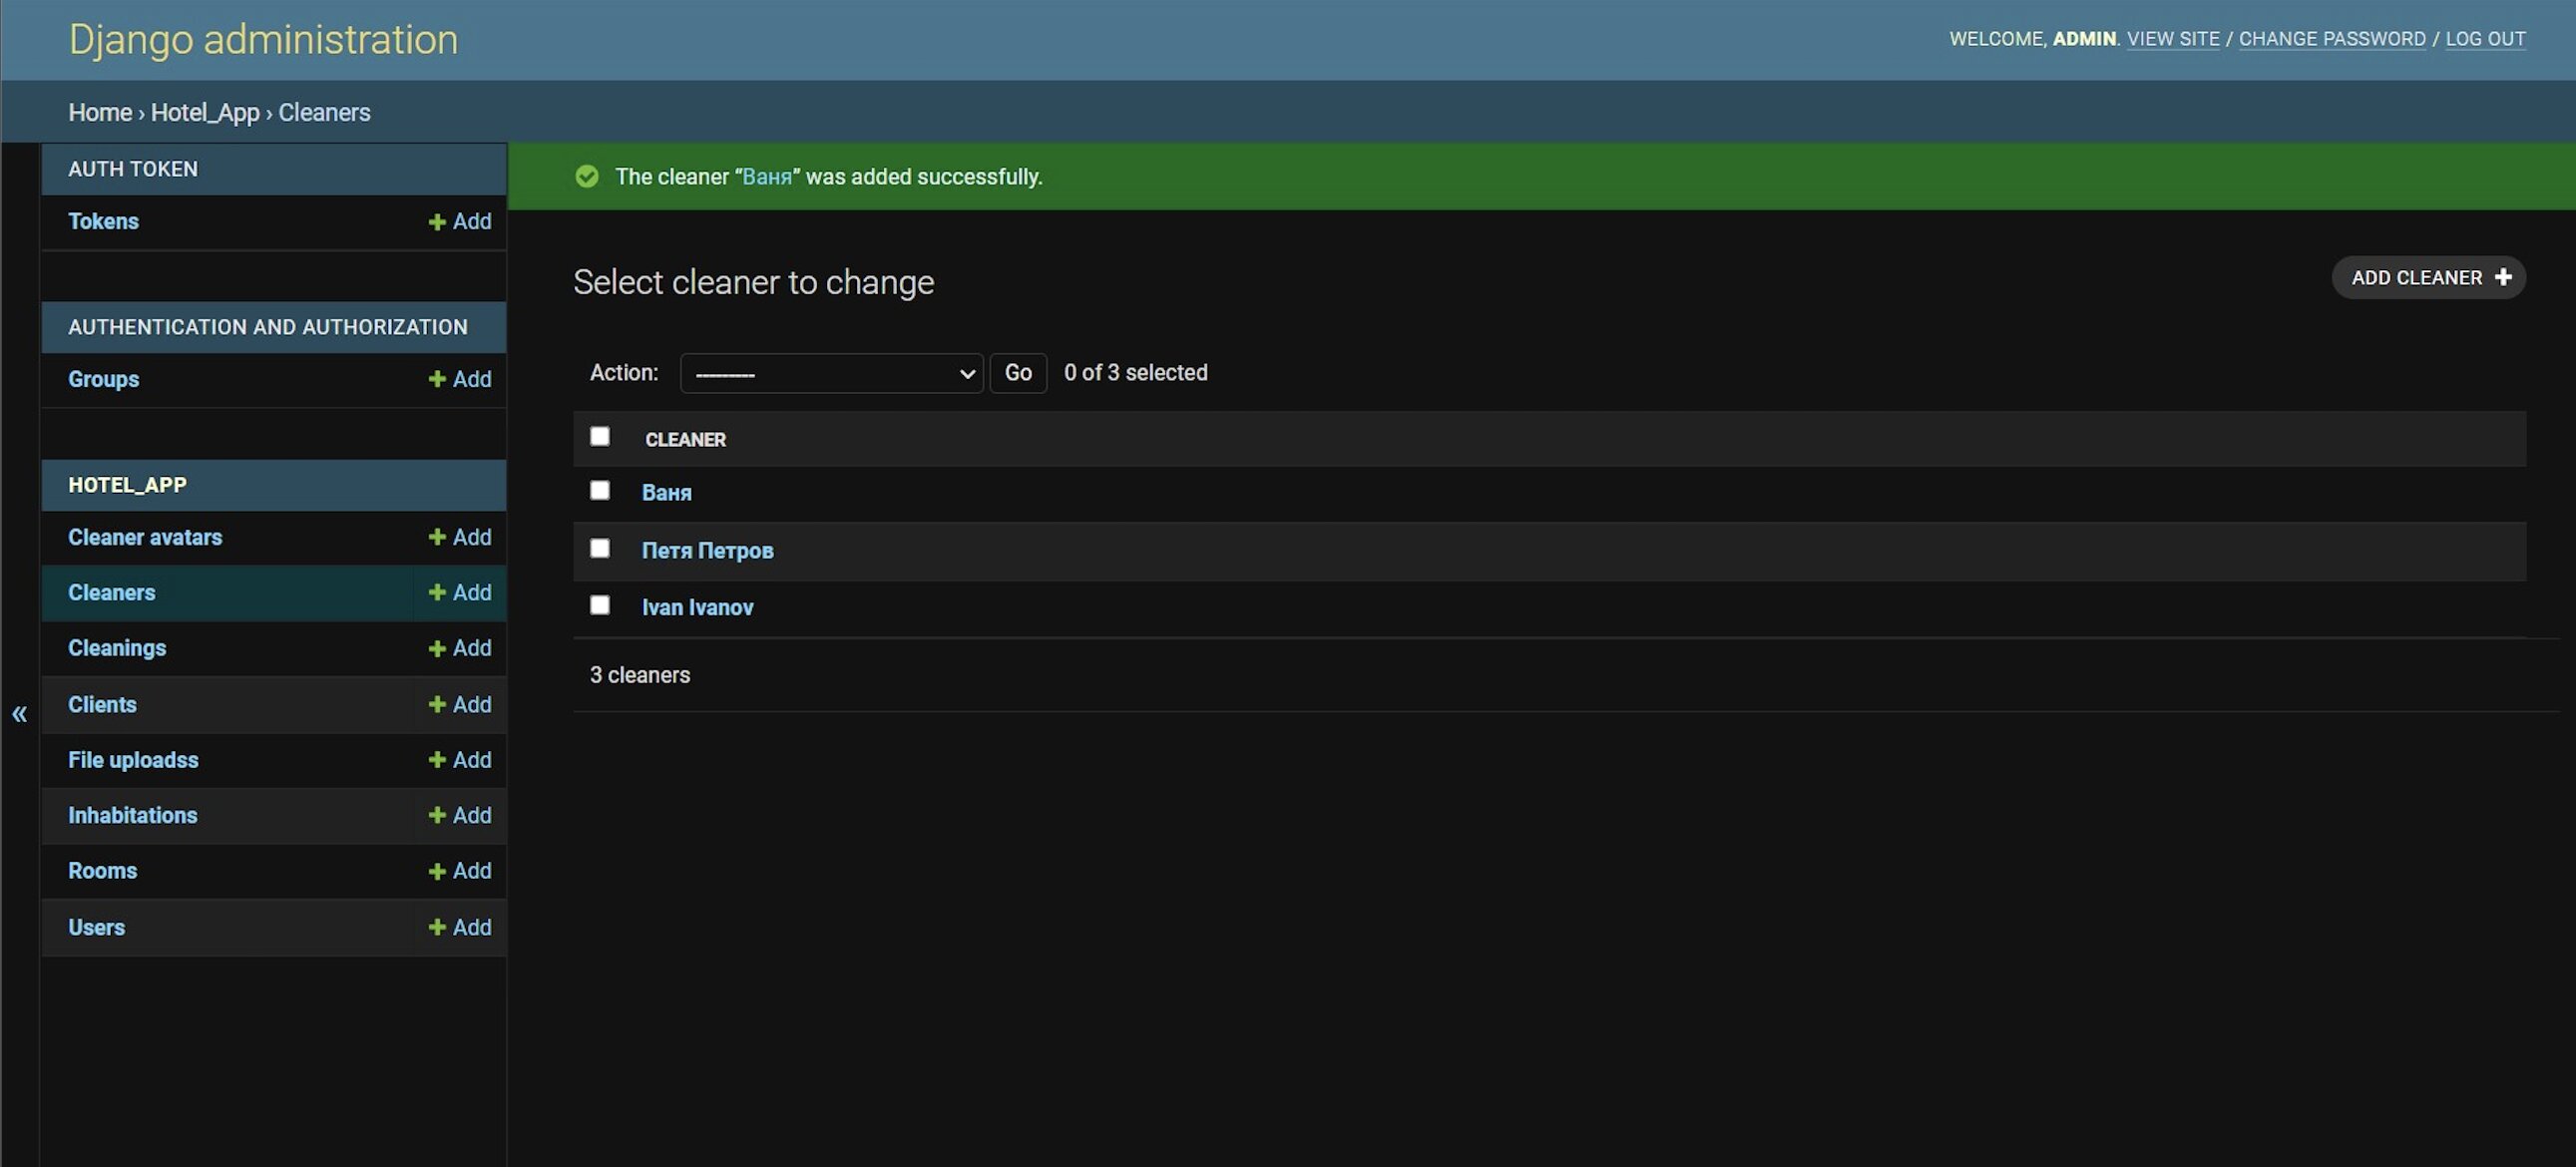 Django administration
WELCOME, ADMIN. VIEW SITE / CHANGE PASSWORD / LOG OUT
Home › Hotel_App › Cleaners
AUTH TOKEN
Tokens + Add
AUTHENTICATION AND AUTHORIZATION
Groups + Add
HOTEL_APP
Cleaner avatars + Add
Cleaners + Add
Cleanings + Add
Clients + Add
File uploadss + Add
Inhabitations + Add
Rooms + Add
Users + Add
«
The cleaner “Ваня” was added successfully.
Select cleaner to change
ADD CLEANER +
Action: --------- Go 0 of 3 selected
CLEANER
Ваня
Петя Петров
Ivan Ivanov
3 cleaners